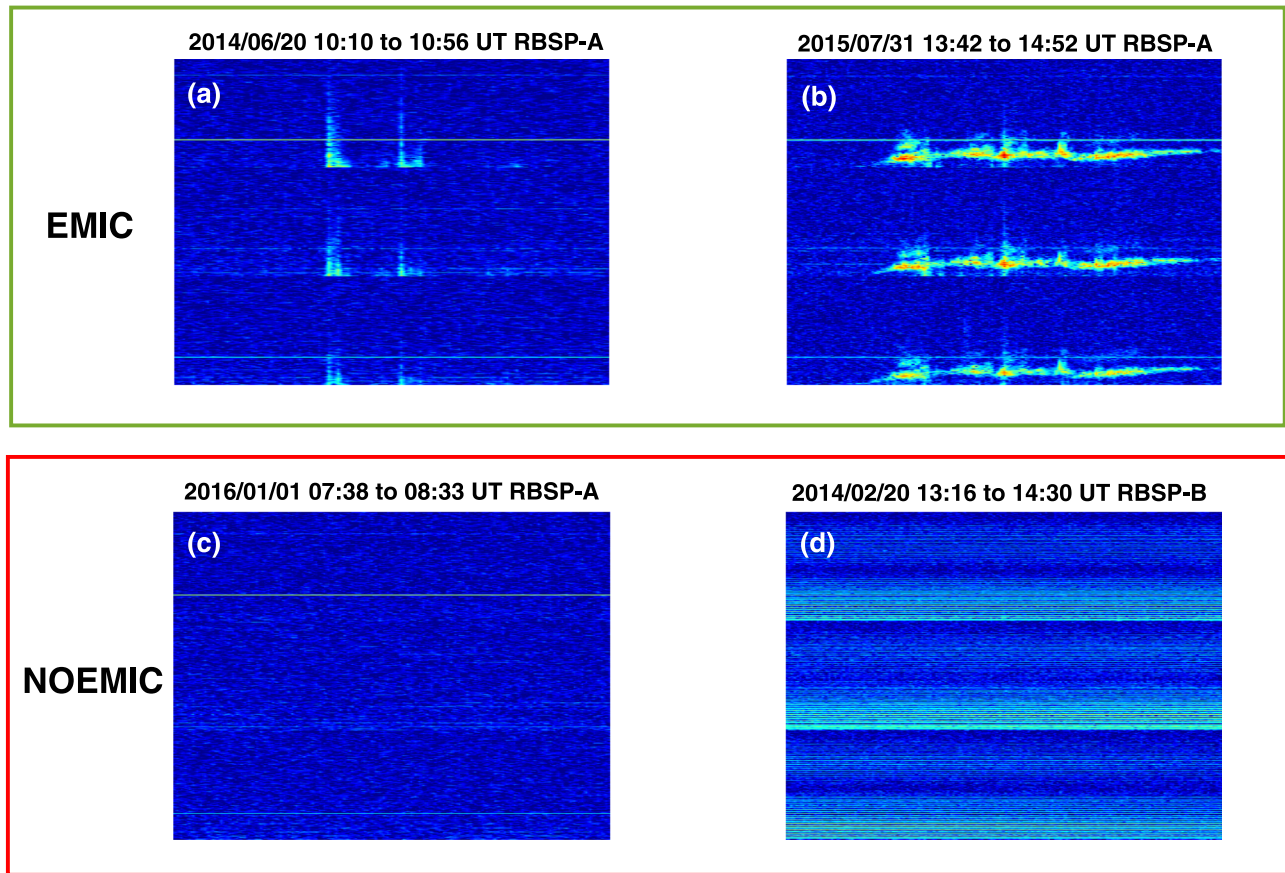 2014/06/20 10:10 to 10:56 UT RBSP-A
2015/07/31 13:42 to 14:52 UT RBSP-A
(a)
(b)
EMIC
2016/01/01 07:38 to 08:33 UT RBSP-A
2014/02/20 13:16 to 14:30 UT RBSP-B
(c)
(d)
NOEMIC